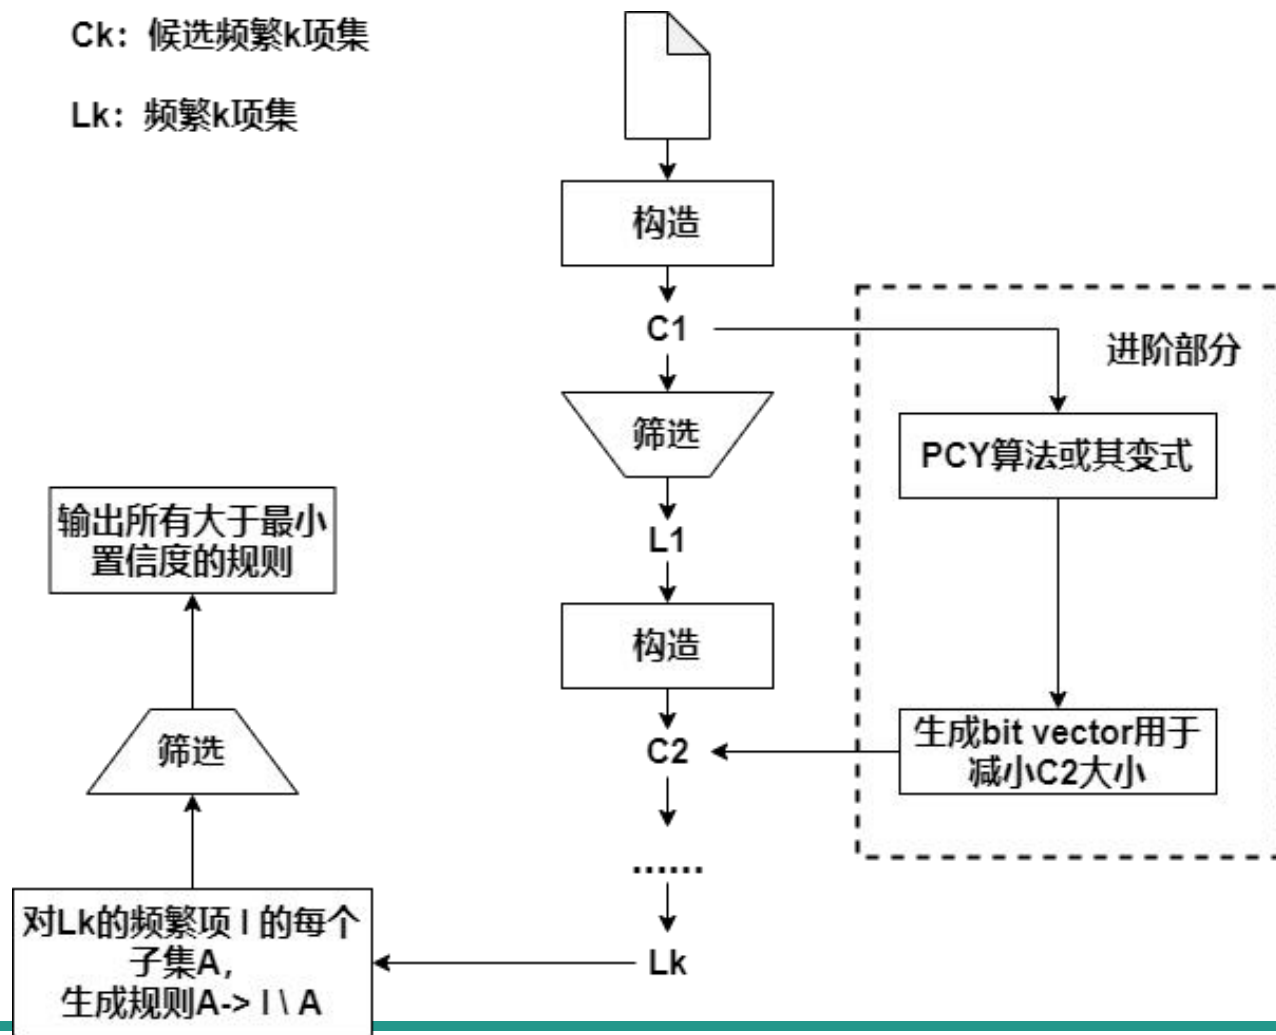 Ck：候选频繁k项集
Lk：频繁k项集
构造
C1
进阶部分
筛选
PCY算法或其变式
L1
输出所有大于最小
置信度的规则
构造
C2
生成bit vector用于
减小C2大小
筛选
......
Lk
对Lk的频繁项 l 的每个
子集A，
生成规则A-> l \ A